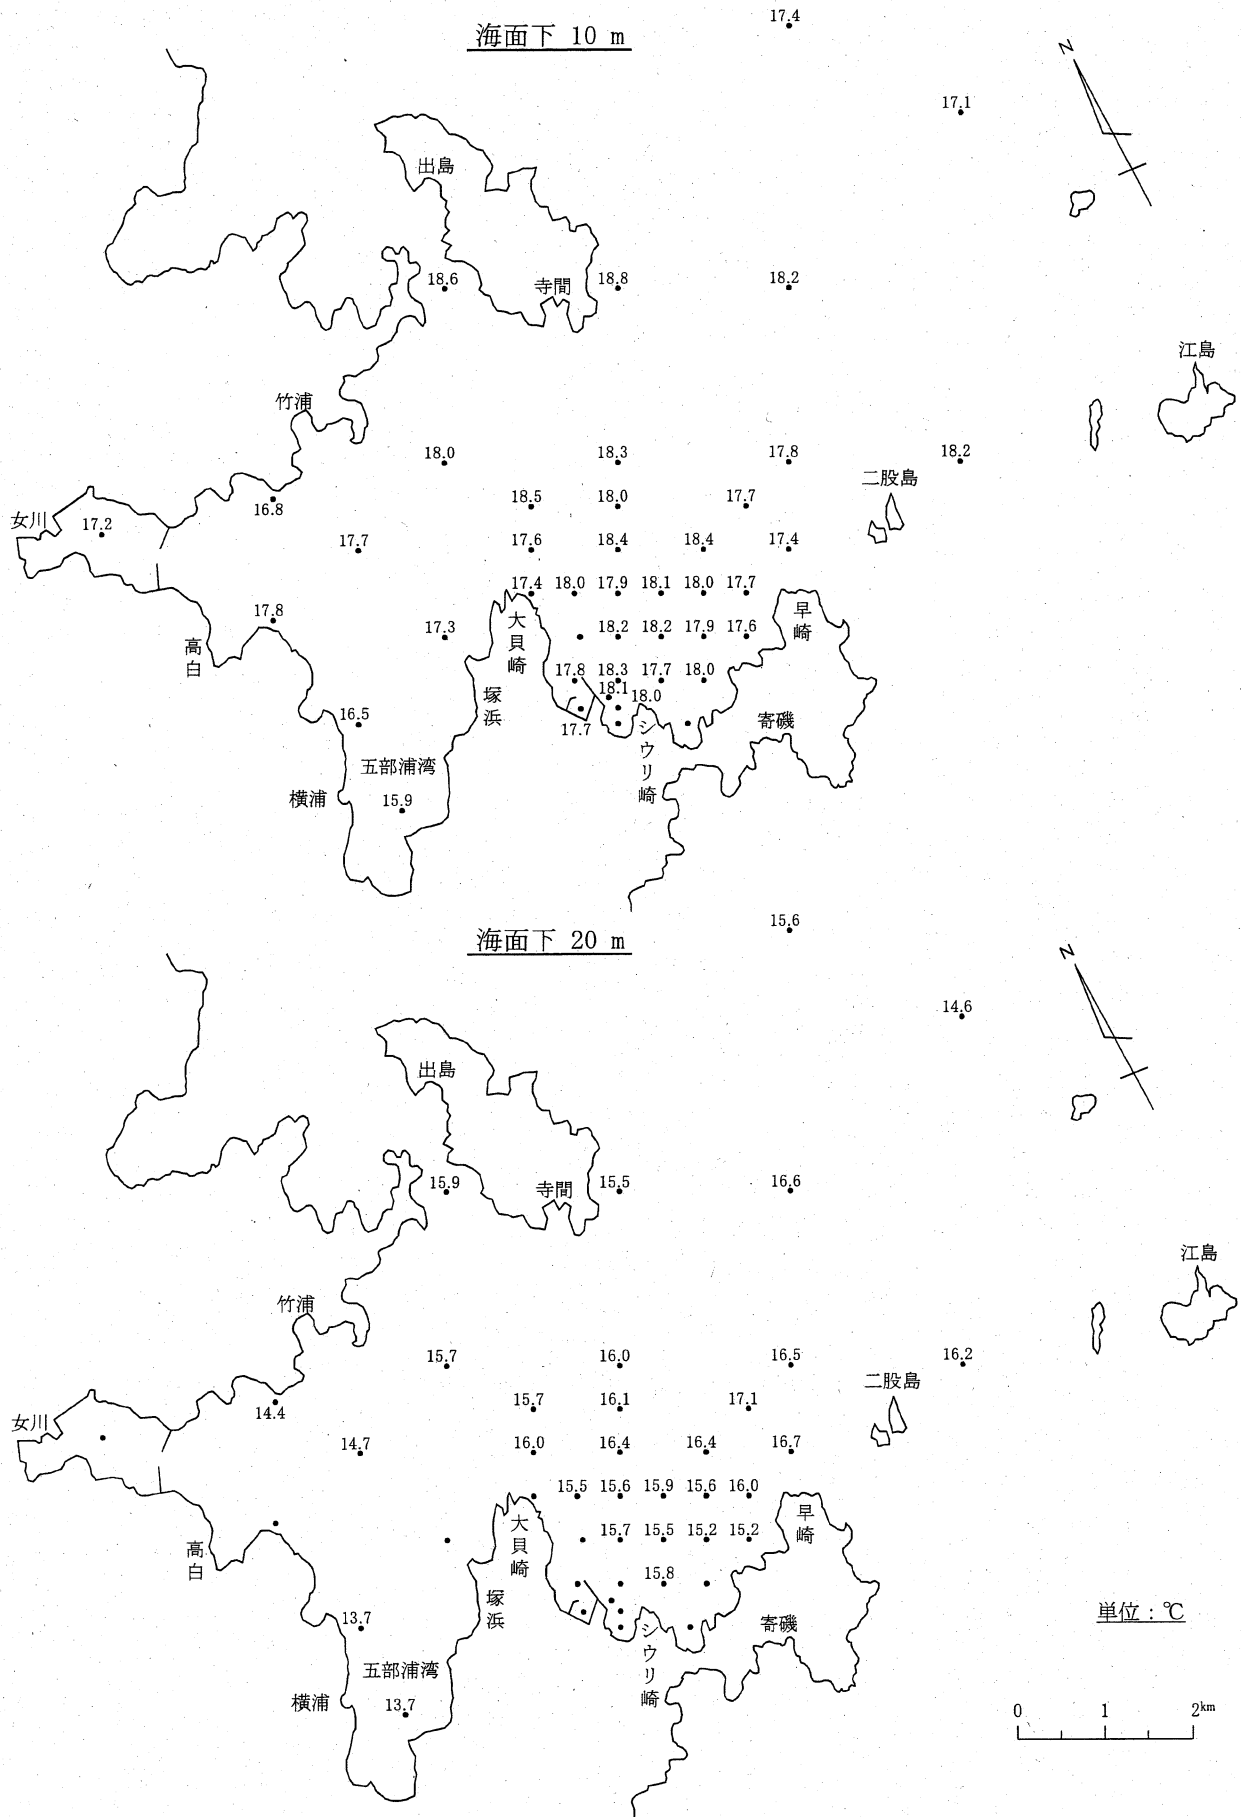 海面下 10 m
17.4
17.1
N
出島
18.6
寺間
18.8
18.2
江島
竹浦
18.0
18.3
17.8
18.2
二股島
女川
17.2
16.8
18.5
18.0
17.7
17.7
17.6
18.4
18.4
17.4
17.4 18.0 17.9 18.1 18.0 17.7
17.8
高白
17.3
大貝崎
18.2 18.2 17.9 17.6
早崎
17.8 18.3 17.7 18.0
18.1
18.0
塚浜
17.7
シウリ崎
寄磯
16.5
五部浦湾
横浦
15.9
海面下 20 m
15.6
14.6
N
出島
15.9
寺間
15.5
16.6
江島
竹浦
15.7
16.0
16.5
16.2
二股島
女川
14.4
15.7
16.1
17.1
14.7
16.0
16.4
16.4
16.7
15.5 15.6 15.9 15.6 16.0
高白
大貝崎
15.7 15.5 15.2 15.2
早崎
15.8
塚浜
シウリ崎
寄磯
13.7
五部浦湾
横浦
13.7
単位：℃
0 1 2km